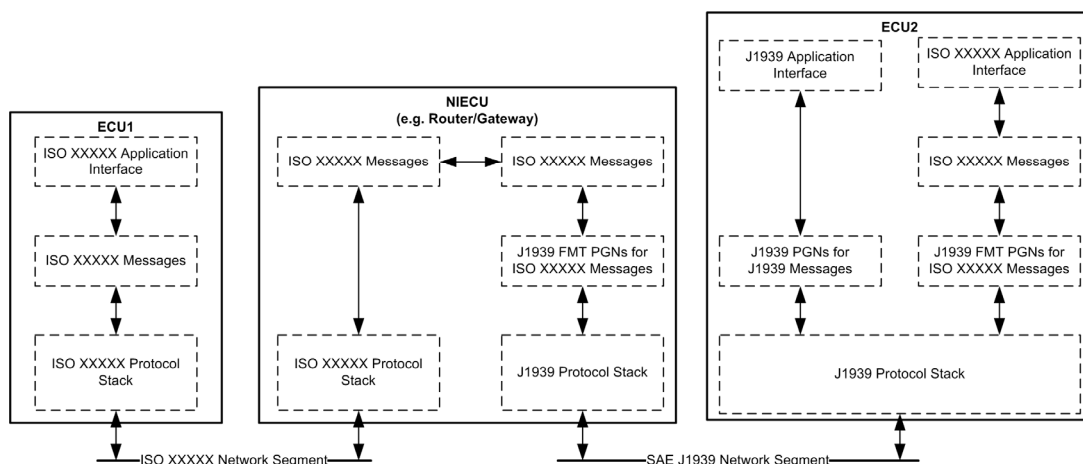 ECU1
ISO XXXXX Application
Interface
ISO XXXXX Messages
ISO XXXXX Protocol
Stack
NIECU
(e.g. Router/Gateway)
ISO XXXXX Messages
ISO XXXXX Messages
J1939 FMT PGNs for
ISO XXXXX Messages
ISO XXXXX Protocol
Stack
J1939 Protocol Stack
ECU2
J1939 Application
Interface
ISO XXXXX Application
Interface
ISO XXXXX Messages
J1939 PGNs for
J1939 Messages
J1939 FMT PGNs for
ISO XXXXX Messages
J1939 Protocol Stack
ISO XXXXX Network Segment
SAE J1939 Network Segment